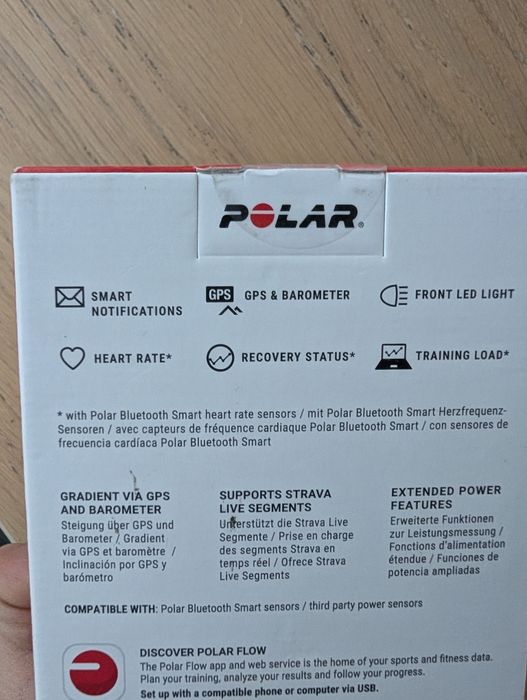 POLAR®
SMART
NOTIFICATIONS
GPS GPS & BAROMETER
FRONT LED LIGHT
HEART RATE*
RECOVERY STATUS*
TRAINING LOAD*
* with Polar Bluetooth Smart heart rate sensors / mit Polar Bluetooth Smart Herzfrequenz-
Sensoren / avec capteurs de fréquence cardiaque Polar Bluetooth Smart / con sensores de
frecuencia cardíaca Polar Bluetooth Smart
GRADIENT VIA GPS
AND BAROMETER
Steigung über GPS und
Barometer / Gradient
via GPS et baromètre /
Inclinación por GPS y
barómetro
SUPPORTS STRAVA
LIVE SEGMENTS
Unterstützt die Strava Live
Segmente / Prise en charge
des segments Strava en
temps réel / Ofrece Strava
Live Segments
EXTENDED POWER
FEATURES
Erweiterte Funktionen
zur Leistungsmessung /
Fonctions d'alimentation
étendue / Funciones de
potencia ampliadas
COMPATIBLE WITH: Polar Bluetooth Smart sensors / third party power sensors
DISCOVER POLAR FLOW
The Polar Flow app and web service is the home of your sports and fitness data.
Plan your training, analyze your results and follow your progress.
Set up with a compatible phone or computer via USB.